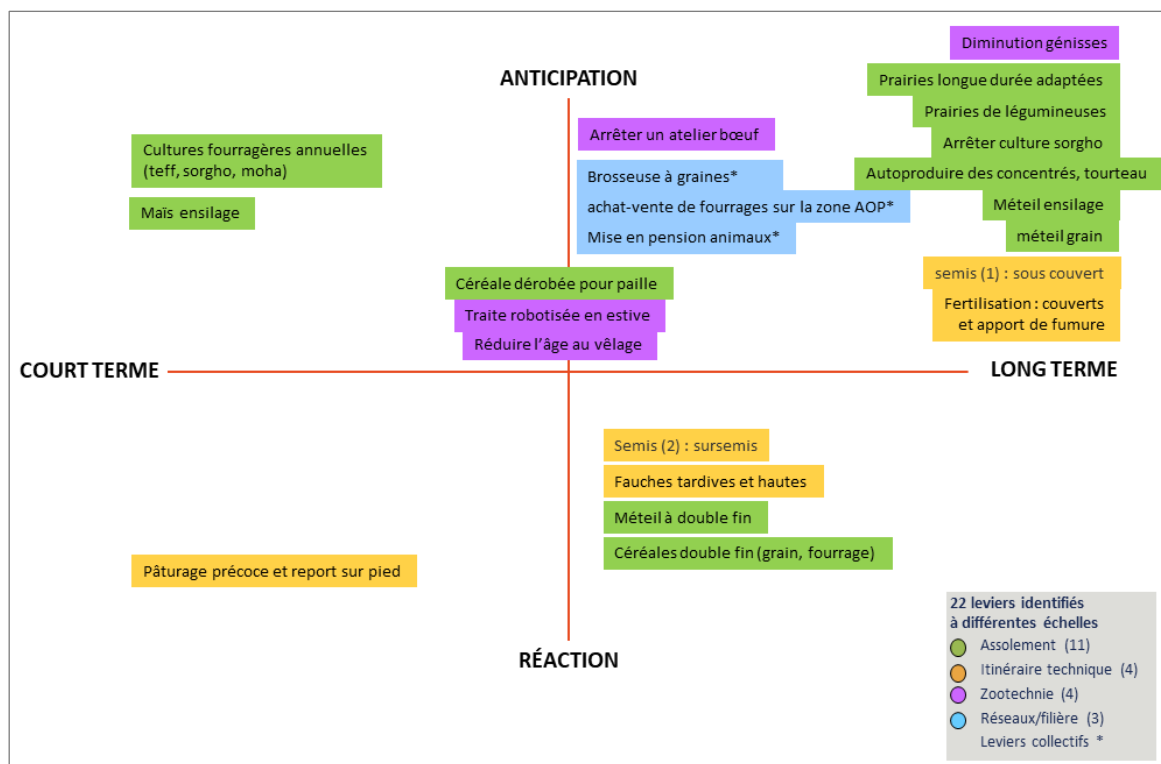 Diminution génisses
ANTICIPATION
Prairies longue durée adaptées
Prairies de légumineuses
Arrêter un atelier bœuf
Arrêter culture sorgho
Cultures fourragères annuelles
(teff, sorgho, moha)
Brosseuse à graines*
Autoproduire des concentrés, tourteau
achat-vente de fourrages sur la zone AOP*
Méteil ensilage
Maïs ensilage
Mise en pension animaux*
méteil grain
Céréale dérobée pour paille
semis (1) : sous couvert
Traite robotisée en estive
Fertilisation : couverts
et apport de fumure
Réduire l'âge au vêlage
COURT TERME
LONG TERME
Semis (2) : sursemis
Fauches tardives et hautes
Méteil à double fin
Céréales double fin (grain, fourrage)
Pâturage précoce et report sur pied
RÉACTION
22 leviers identifiés
à différentes échelles
Assolement (11)
Itinéraire technique (4)
Zootechnie (4)
Réseaux/filière (3)
Leviers collectifs *